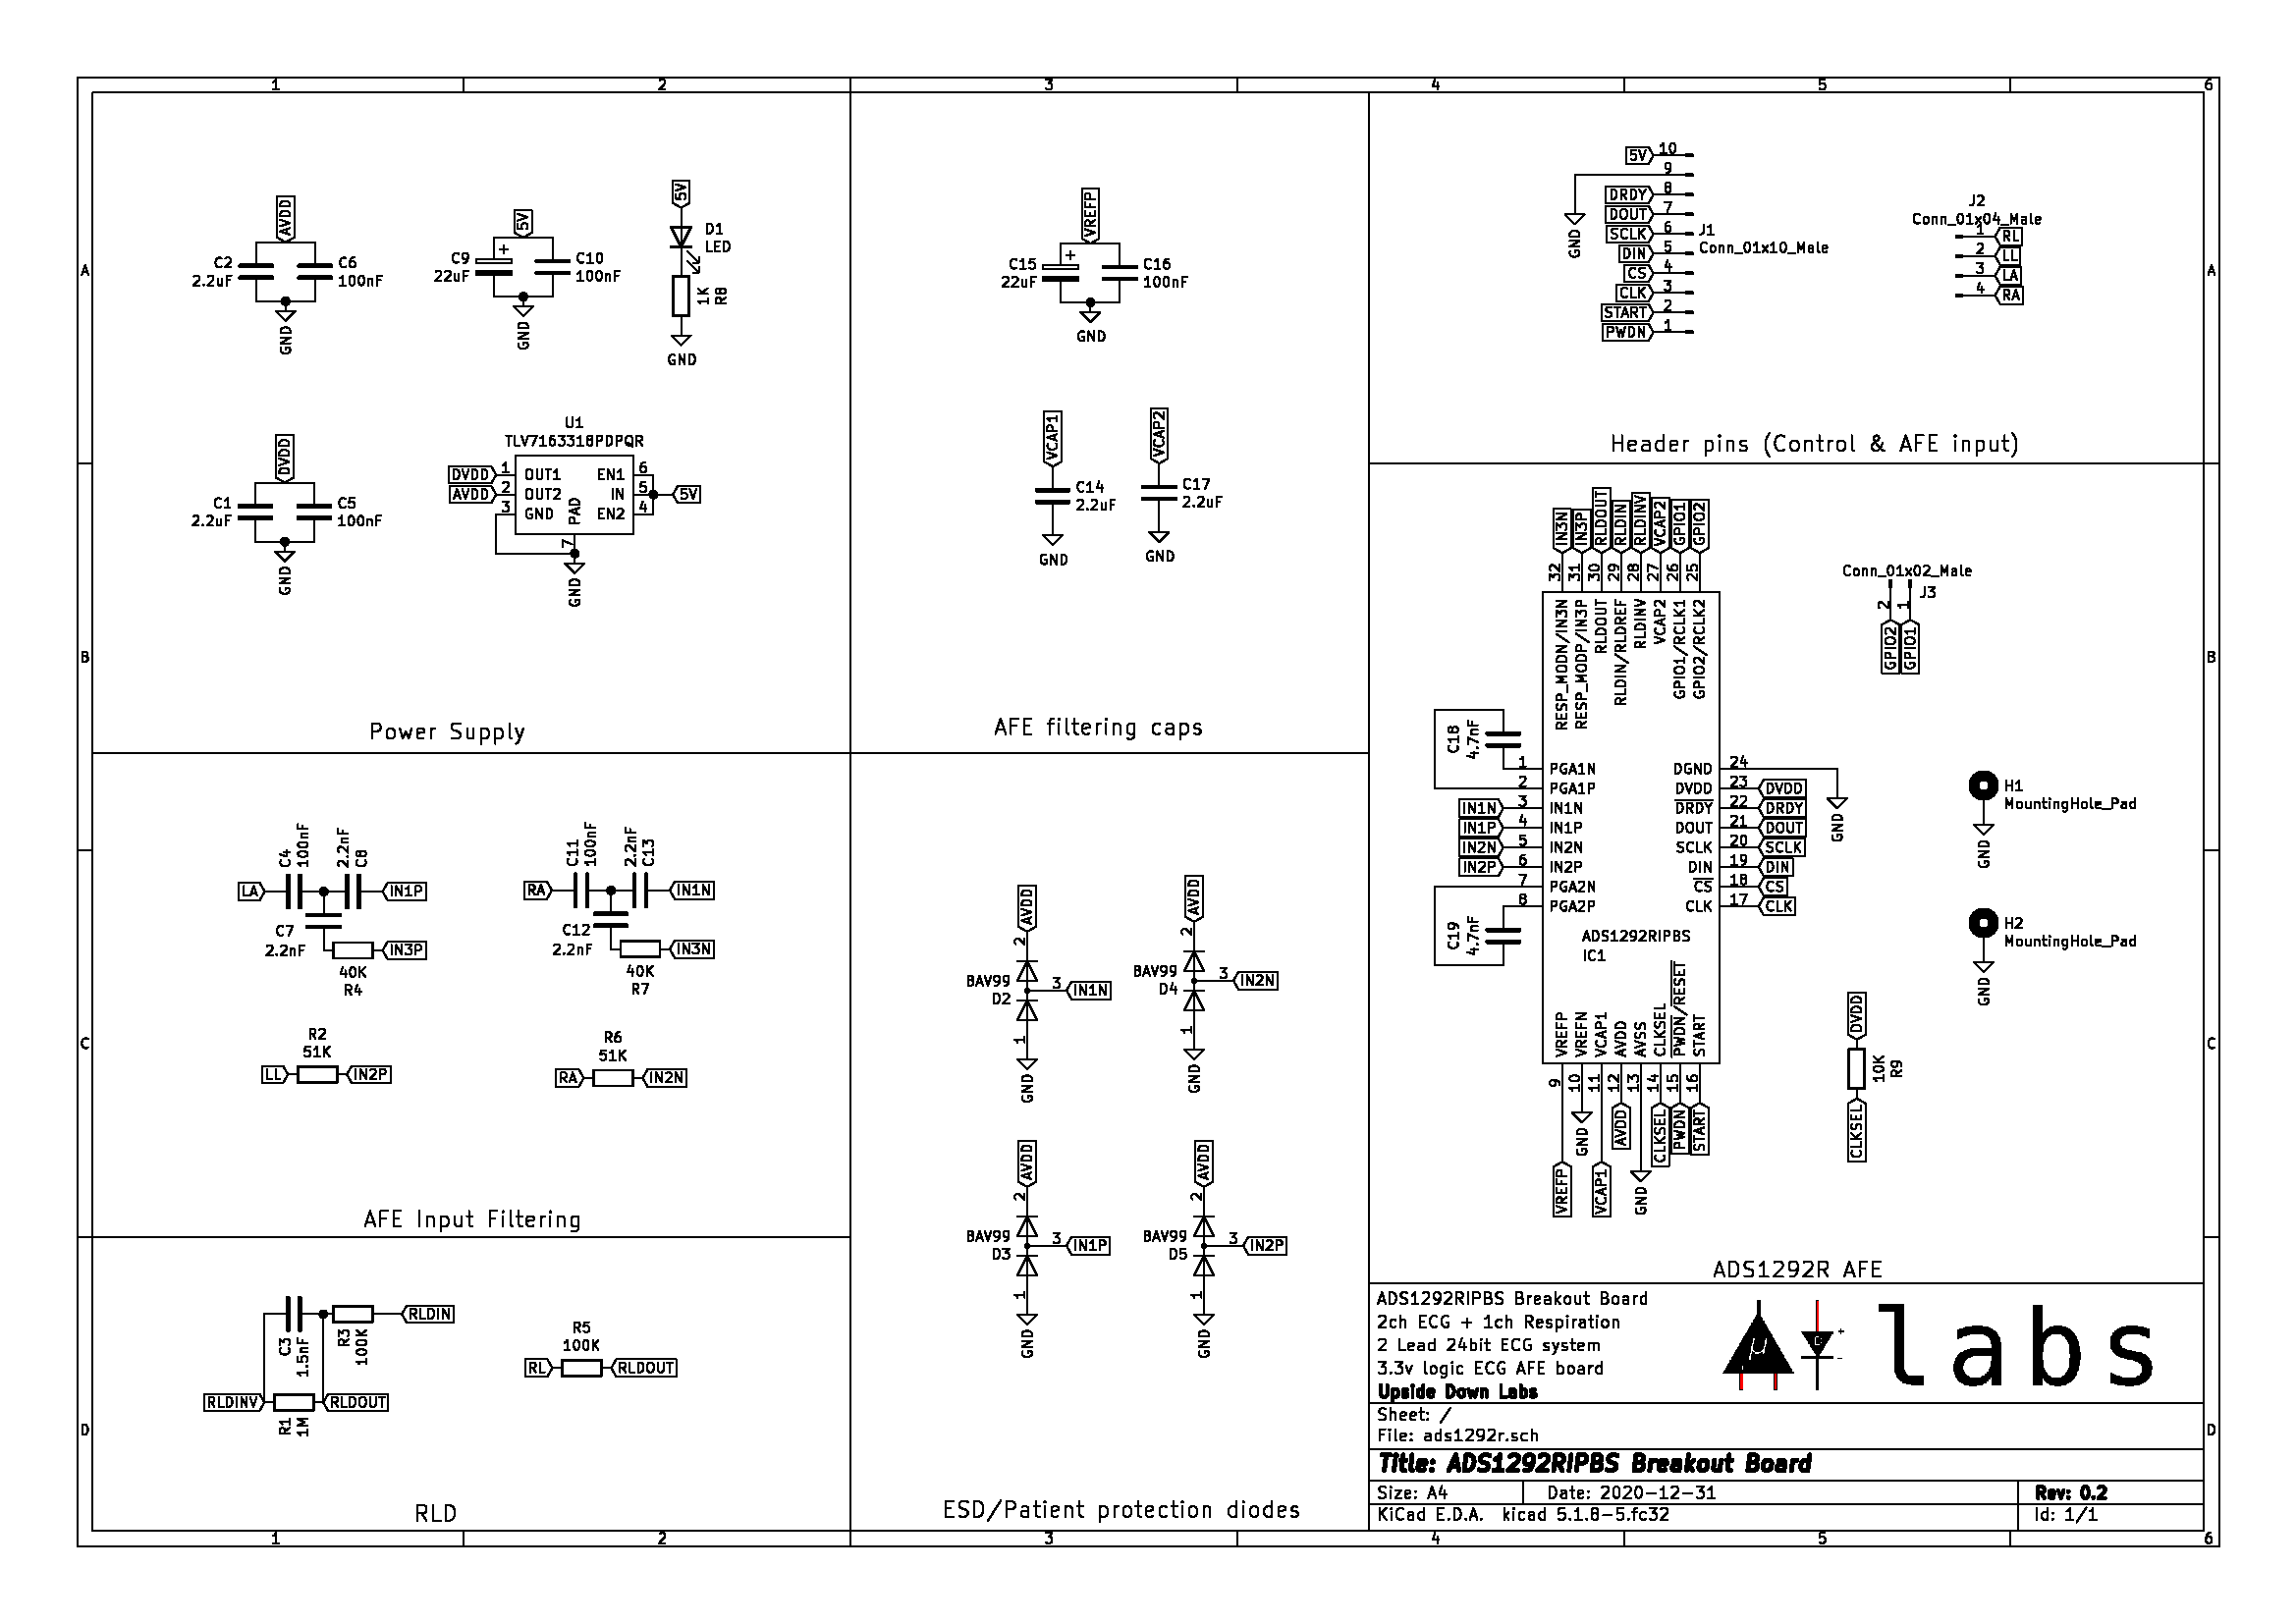 1
2
3
4
5
6
A
B
C
D
AVDD
C2
2.2uF
C6
100nF
GND
5V
C9
22uF
C10
100nF
GND
5V
D1
LED
1K
R8
GND
DVDD
C1
2.2uF
C5
100nF
GND
U1
TLV7163318PDPQR
DVDD 1 OUT1 EN1 6
AVDD 2 OUT2 IN 5 5V
3 GND PAD EN2 4
7
GND
Power Supply
VREFP
C15
22uF
C16
100nF
GND
VCAP1
C14
2.2uF
GND
VCAP2
C17
2.2uF
GND
AFE filtering caps
5V 10
9
DRDY 8
DOUT 7
SCLK 6
DIN 5
CS 4
CLK 3
START 2
PWDN 1
GND
J1
Conn_01x10_Male
J2
Conn_01x04_Male
1 RL
2 LL
3 LA
4 RA
Header pins (Control & AFE input)
IN3N
IN3P
RLDOUT
RLDIN
RLDINV
VCAP2
GPIO1
GPIO2
32
31
30
29
28
27
26
25
RESP_MODN/IN3N
RESP_MODP/IN3P
RLDOUT
RLDIN/RLDREF
RLDINV
VCAP2
GPIO1/RCLK1
GPIO2/RCLK2
C18
4.7nF
1 PGA1N DGND 24
2 PGA1P DVDD 23 DVDD
IN1N 3 IN1N DRDY 22 DRDY
IN1P 4 IN1P DOUT 21 DOUT
IN2N 5 IN2N SCLK 20 SCLK
IN2P 6 IN2P DIN 19 DIN
7 PGA2N CS 18 CS
8 PGA2P CLK 17 CLK
GND
C19
4.7nF
ADS1292RIPBS
IC1
VREFP
VREFN
VCAP1
AVDD
AVSS
CLKSEL
PWDN/RESET
START
9
10
11
12
13
14
15
16
VREFP
GND
VCAP1
AVDD
GND
CLKSEL
PWDN
START
Conn_01x02_Male
J3
2
1
GPIO2
GPIO1
H1
MountingHole_Pad
GND
H2
MountingHole_Pad
GND
DVDD
10K
R9
CLKSEL
ADS1292R AFE
LA
C4
100nF
2.2nF
C8
IN1P
C7
2.2nF
IN3P
40K
R4
RA
C11
100nF
2.2nF
C13
IN1N
C12
2.2nF
IN3N
40K
R7
R2
51K
LL
IN2P
R6
51K
RA
IN2N
AFE Input Filtering
C3
1.5nF
R3
100K
RLDIN
RLDINV
RLDOUT
R1
1M
R5
100K
RL
RLDOUT
RLD
AVDD
2
BAV99
D2
3 IN1N
1
GND
AVDD
2
BAV99
D4
3 IN2N
1
GND
AVDD
2
BAV99
D3
3 IN1P
1
GND
AVDD
2
BAV99
D5
3 IN2P
1
GND
ESD/Patient protection diodes
ADS1292RIPBS Breakout Board
2ch ECG + 1ch Respiration
2 Lead 24bit ECG system
3.3v logic ECG AFE board
Upside Down Labs
μ
labs
Sheet: /
File: ads1292r.sch
Title: ADS1292RIPBS Breakout Board
Size: A4
Date: 2020-12-31
Rev: 0.2
KiCad E.D.A. kicad 5.1.8-5.fc32
Id: 1/1
1
2
3
4
5
6
A
B
C
D